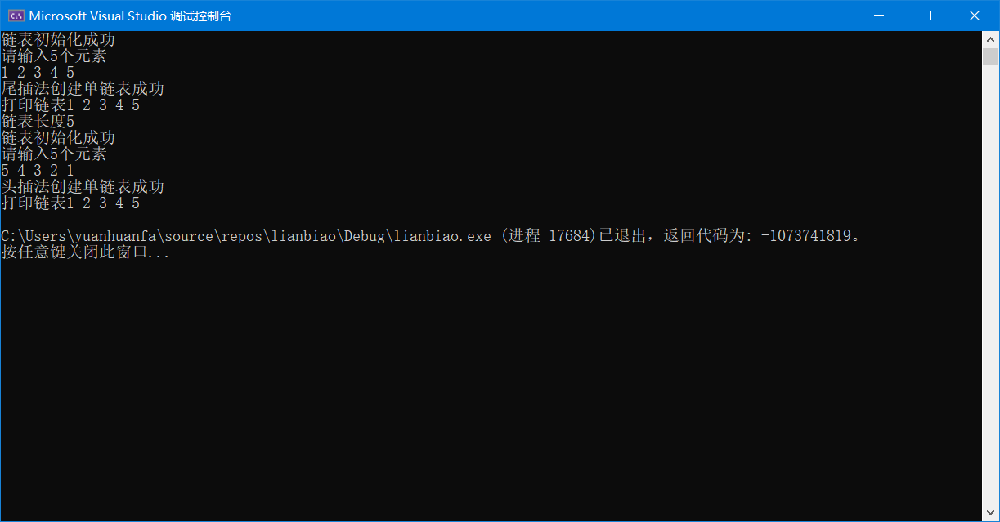 Microsoft Visual Studio 调试控制台
链表初始化成功
请输入5个元素
1 2 3 4 5
尾插法创建单链表成功
打印链表1 2 3 4 5
链表长度5
链表初始化成功
请输入5个元素
5 4 3 2 1
头插法创建单链表成功
打印链表1 2 3 4 5
C:\Users\yuanhuanfa\source\repos\lianbiao\Debug\lianbiao.exe (进程 17684)已退出，返回代码为: -1073741819。
按任意键关闭此窗口...